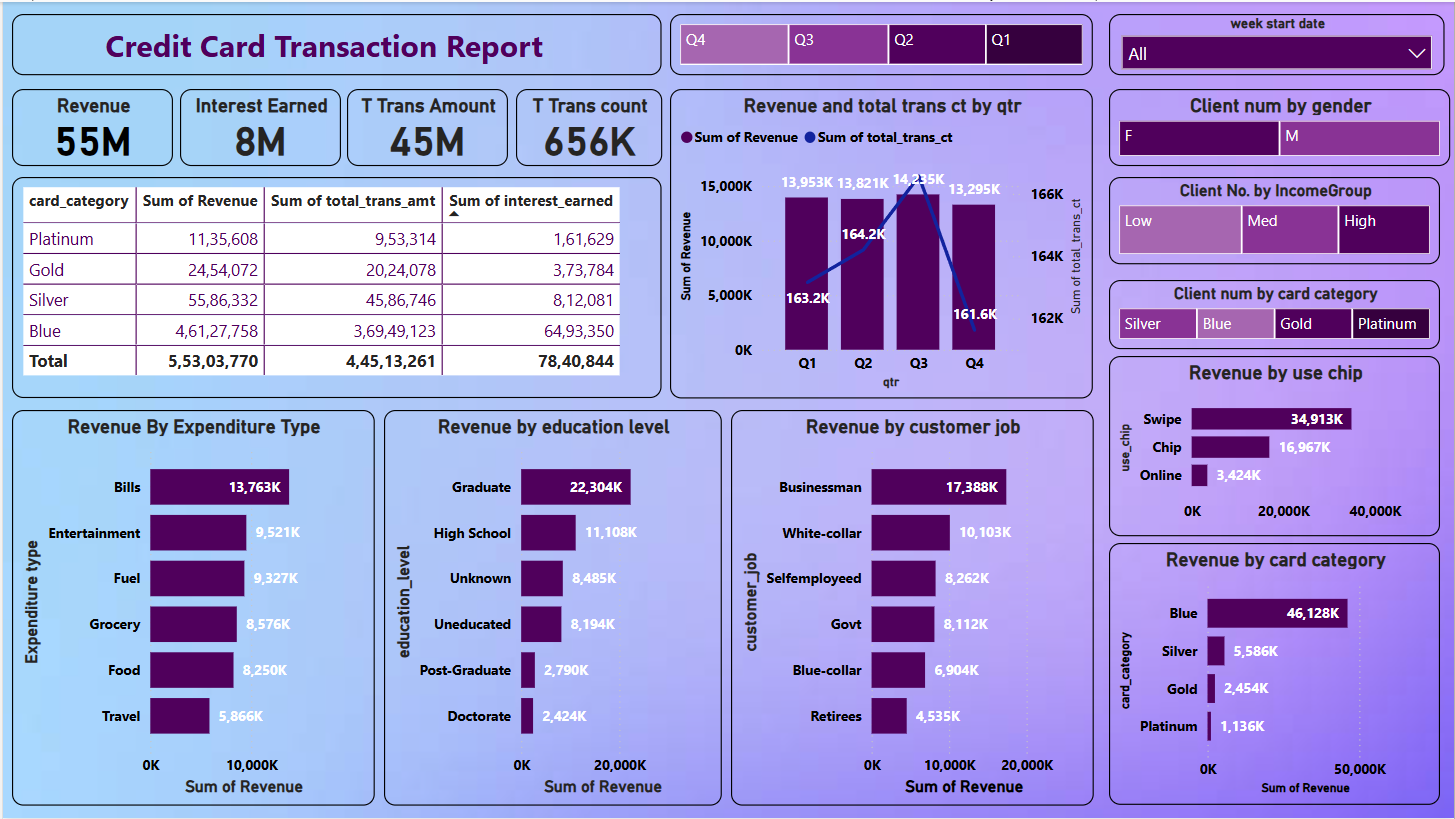 Credit Card Transaction Report
Q4 Q3 Q2 Q1
week start date
All
Revenue
55M
Interest Earned
8M
T Trans Amount
45M
T Trans count
656K
card_category Sum of Revenue Sum of total_trans_amt Sum of interest_earned
Platinum 11,35,608 9,53,314 1,61,629
Gold 24,54,072 20,24,078 3,73,784
Silver 55,86,332 45,86,746 8,12,081
Blue 4,61,27,758 3,69,49,123 64,93,350
Total 5,53,03,770 4,45,13,261 78,40,844
Revenue and total trans ct by qtr
Sum of Revenue Sum of total_trans_ct
Sum of Revenue
15,000K
10,000K
5,000K
0K
13,953K 13,821K 14,235K 13,295K
163.2K 164.2K 161.6K
166K
164K
162K
Sum of total_trans_ct
Q1 Q2 Q3 Q4
qtr
Client num by gender
F M
Client No. by IncomeGroup
Low Med High
Client num by card category
Silver Blue Gold Platinum
Revenue by use chip
use_chip
Swipe 34,913K
Chip 16,967K
Online 3,424K
0K 20,000K 40,000K
Revenue By Expenditure Type
Expenditure type
Bills 13,763K
Entertainment 9,521K
Fuel 9,327K
Grocery 8,576K
Food 8,250K
Travel 5,866K
0K 10,000K
Sum of Revenue
Revenue by education level
education_level
Graduate 22,304K
High School 11,108K
Unknown 8,485K
Uneducated 8,194K
Post-Graduate 2,790K
Doctorate 2,424K
0K 20,000K
Sum of Revenue
Revenue by customer job
customer_job
Businessman 17,388K
White-collar 10,103K
Selfemployeed 8,262K
Govt 8,112K
Blue-collar 6,904K
Retirees 4,535K
0K 10,000K 20,000K
Sum of Revenue
Revenue by card category
card_category
Blue 46,128K
Silver 5,586K
Gold 2,454K
Platinum 1,136K
0K 50,000K
Sum of Revenue